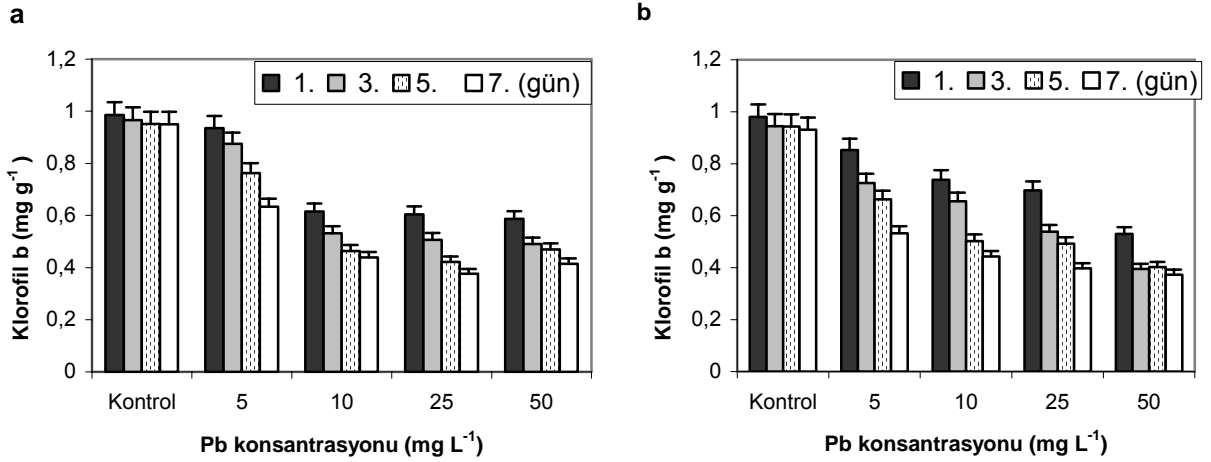 a
1,2
1
0,8
0,6
0,4
0,2
0
Klorofil b (mg g⁻¹ )
1. 3. 5. 7. (gün)
Kontrol 5 10 25 50
Pb konsantrasyonu (mg L⁻¹)
b
1,2
1
0,8
0,6
0,4
0,2
0
Klorofil b (mg g⁻¹ )
1. 3. 5. 7. (gün)
Kontrol 5 10 25 50
Pb konsantrasyonu (mg L⁻¹)